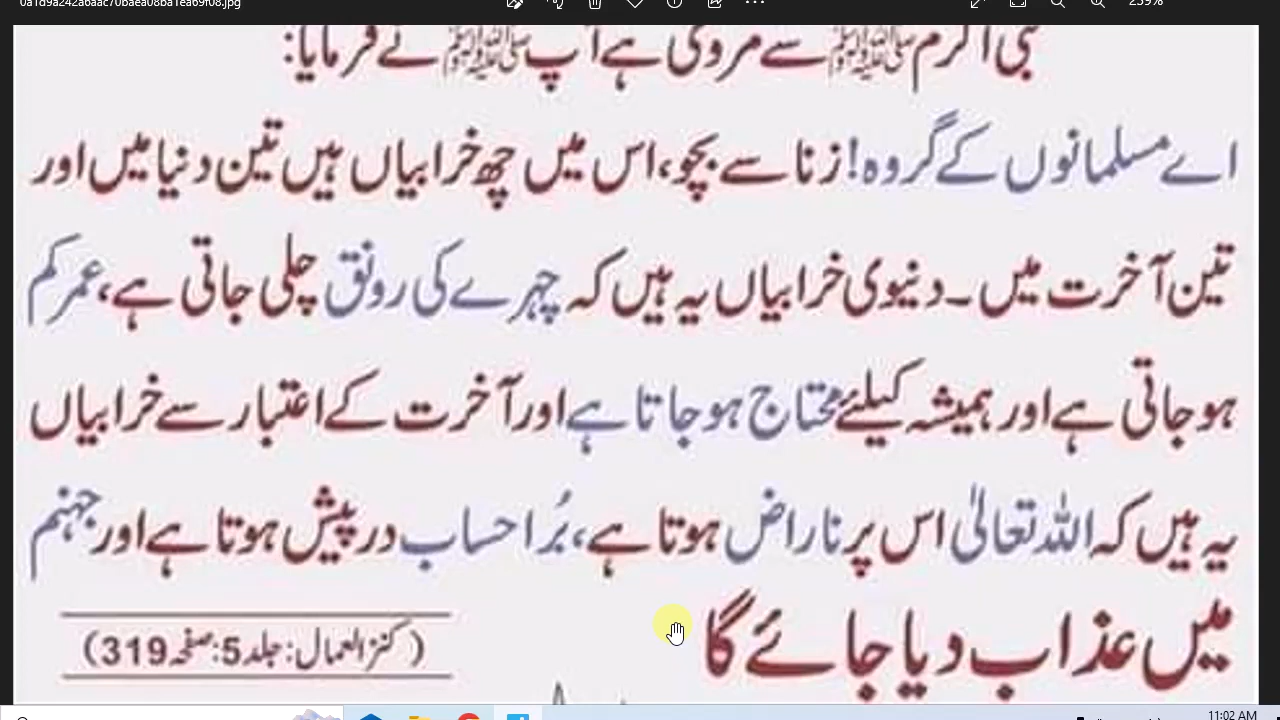 0a1d9a242a6aac70baea08ba1ea69f08.jpg
239%
نبی اکرم ﷺ سے مروی ہے آپ ﷺ نے فرمایا:
اے مسلمانوں کے گروہ! زنا سے بچو، اس میں چھ خرابیاں ہیں تین دنیا میں اور
تین آخرت میں۔ دنیوی خرابیاں یہ ہیں کہ چہرے کی رونق چلی جاتی ہے، عمر کم
ہو جاتی ہے اور ہمیشہ کیلئے محتاج ہو جاتا ہے اور آخرت کے اعتبار سے خرابیاں
یہ ہیں کہ اللہ تعالیٰ اس پر ناراض ہوتا ہے، بُرا حساب درپیش ہوتا ہے اور جہنم
میں عذاب دیا جائے گا
(کنز العمال: جلد 5: صفحہ 319)
11:02 AM